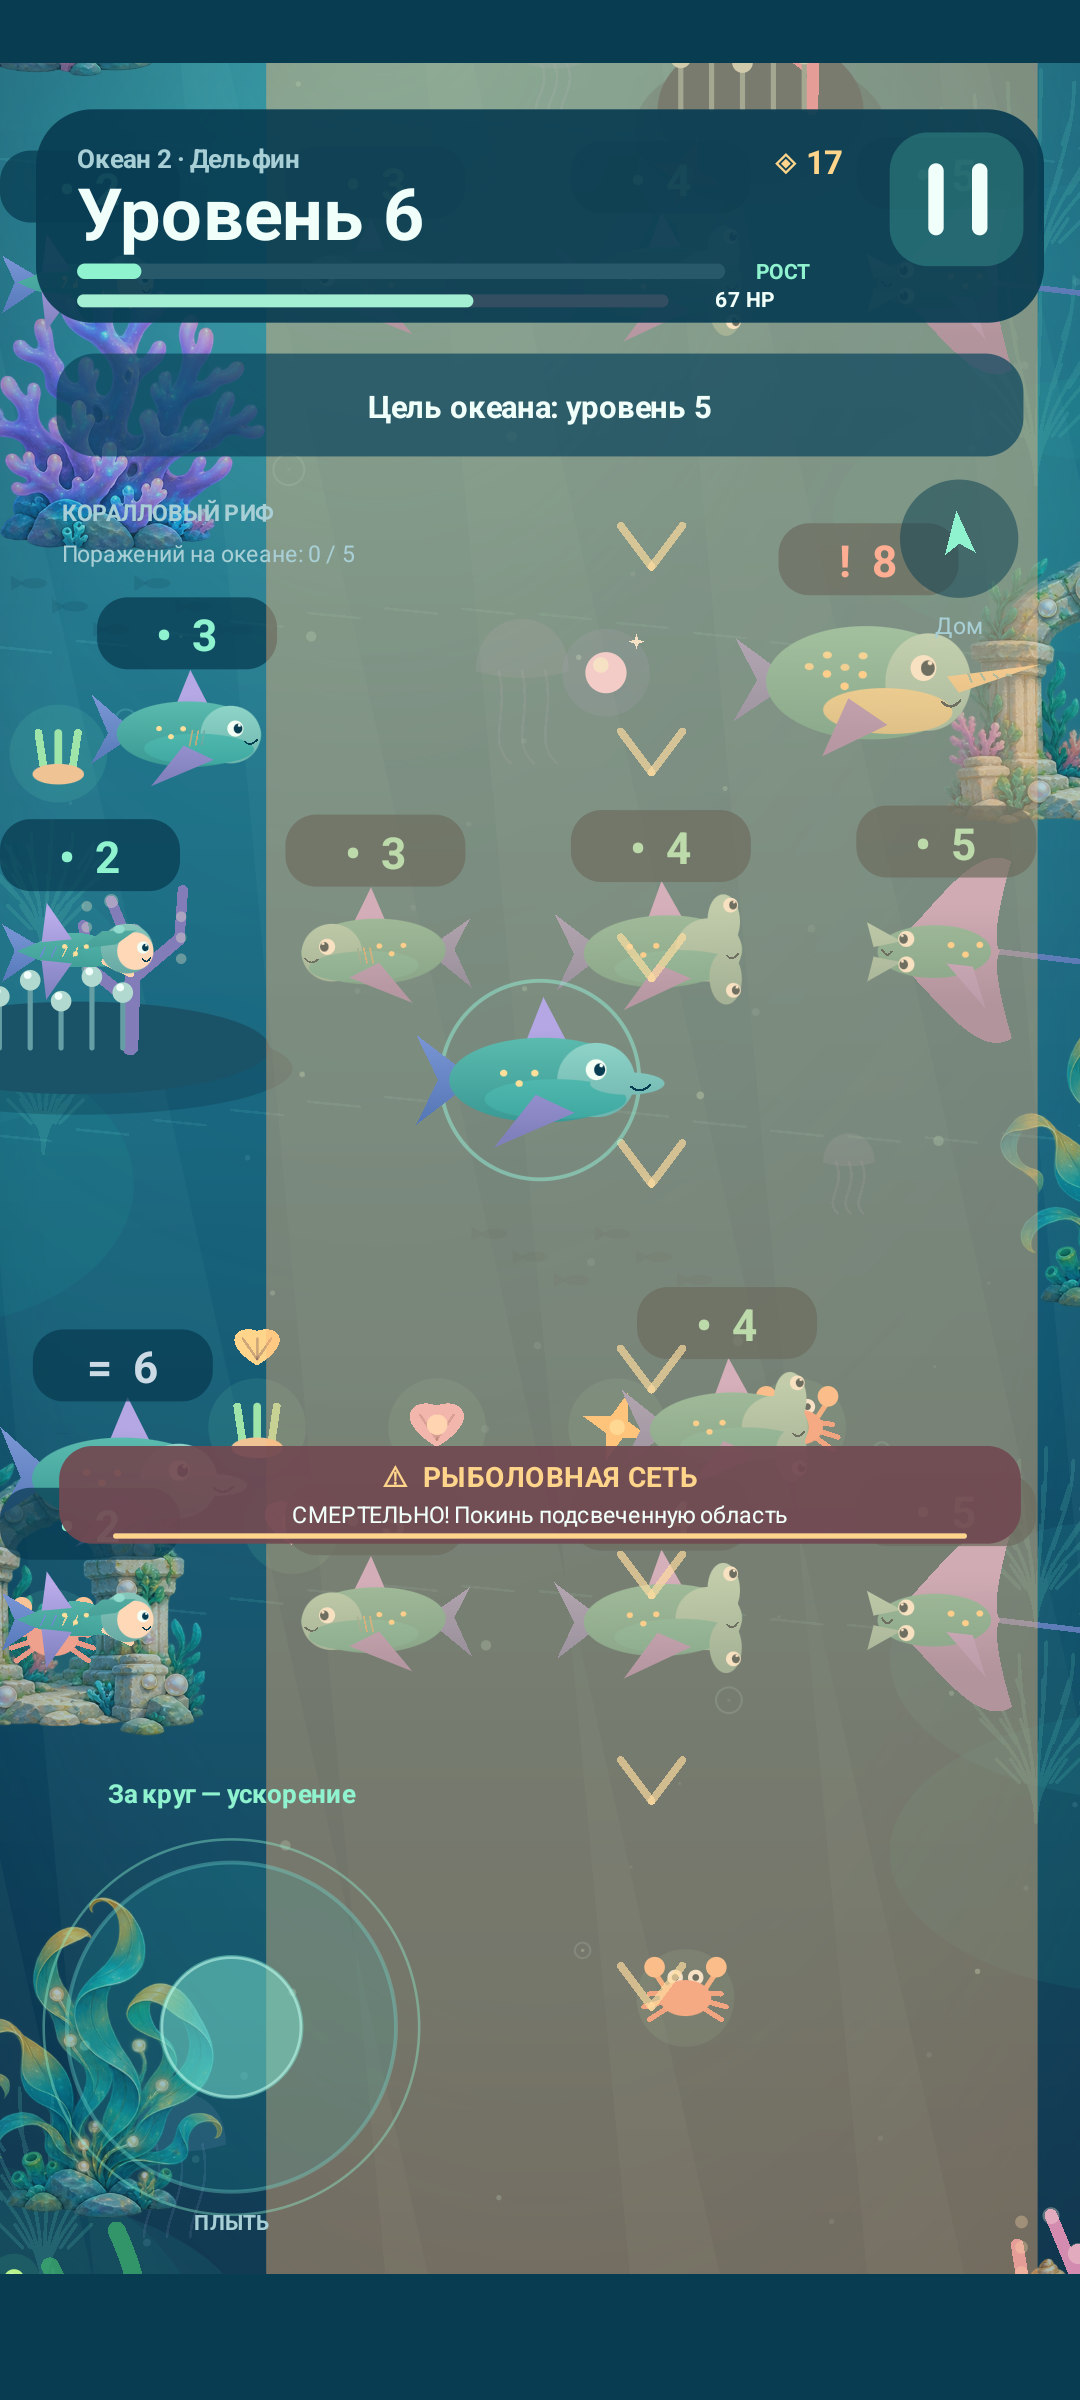 Океан 2 · Дельфин
17
Уровень 6
РОСТ
67 HP
Цель океана: уровень 5
КОРАЛЛОВЫЙ РИФ
Поражений на океане: 0 / 5
! 8
Дом
• 3
• 2
• 3
• 4
• 5
• 4
= 6
⚠ РЫБОЛОВНАЯ СЕТЬ
СМЕРТЕЛЬНО! Покинь подсвеченную область
• 2
5
За круг — ускорение
ПЛЫТЬ